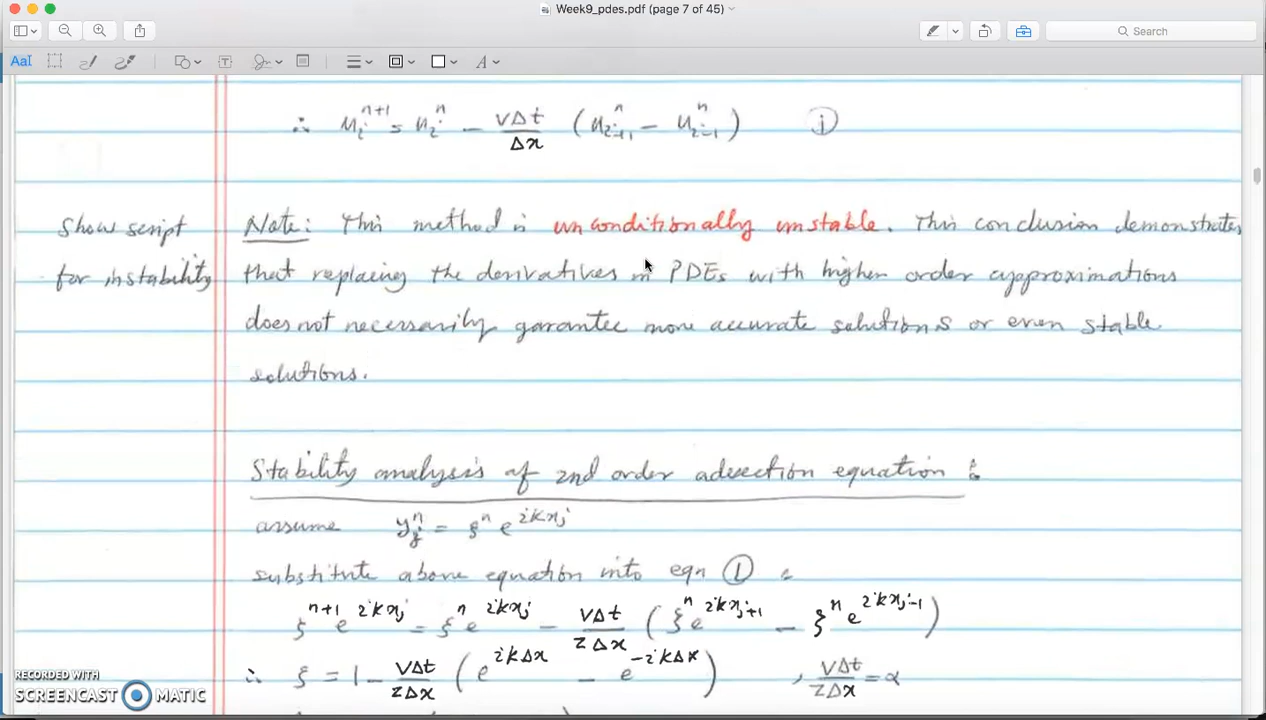 Week9_pdes.pdf (page 7 of 45)
Search
∴ u_i^{n+1} = u_i^n - VΔt/Δx (u_{i+1}^n - u_{i-1}^n) ①
Show script
for instability
Note: This method is unconditionally unstable. This conclusion demonstrates
that replacing the derivatives in PDEs with higher order approximations
does not necessarily garantee more accurate solutions or even stable
solutions.
Stability analysis of 2nd order advection equation :
assume y_j^n = ξ^n e^{ikx_j}
substitute above equation into eqn ① :
ξ^{n+1} e^{ikx_j} = ξ^n e^{ikx_j} - VΔt/2Δx (ξ^n e^{ikx_{j+1}} - ξ^n e^{ikx_{j-1}})
∴ ξ = 1 - VΔt/2Δx (e^{ikΔx} - e^{-ikΔx}) , VΔt/2Δx = α
RECORDED WITH
SCREENCAST MATIC